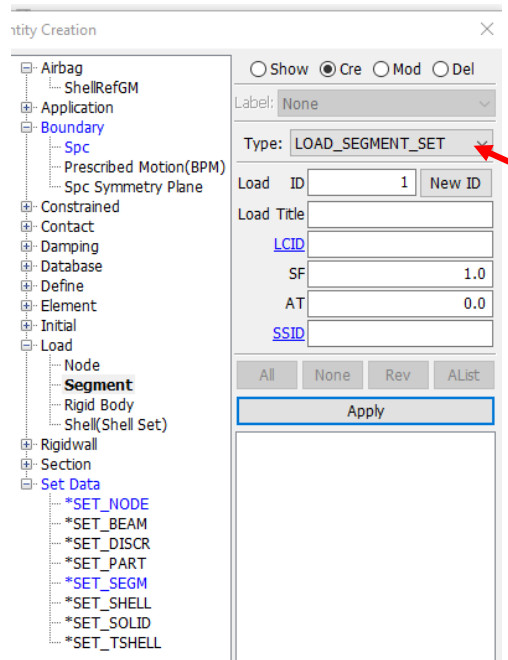 ntity Creation
Airbag
ShellRefGM
Application
Boundary
Spc
Prescribed Motion(BPM)
Spc Symmetry Plane
Constrained
Contact
Damping
Database
Define
Element
Initial
Load
Node
Segment
Rigid Body
Shell(Shell Set)
Rigidwall
Section
Set Data
*SET_NODE
*SET_BEAM
*SET_DISCR
*SET_PART
*SET_SEGM
*SET_SHELL
*SET_SOLID
*SET_TSHELL
Show Cre Mod Del
Label: None
Type: LOAD_SEGMENT_SET
Load ID 1 New ID
Load Title
LCID
SF 1.0
AT 0.0
SSID
All None Rev AList
Apply